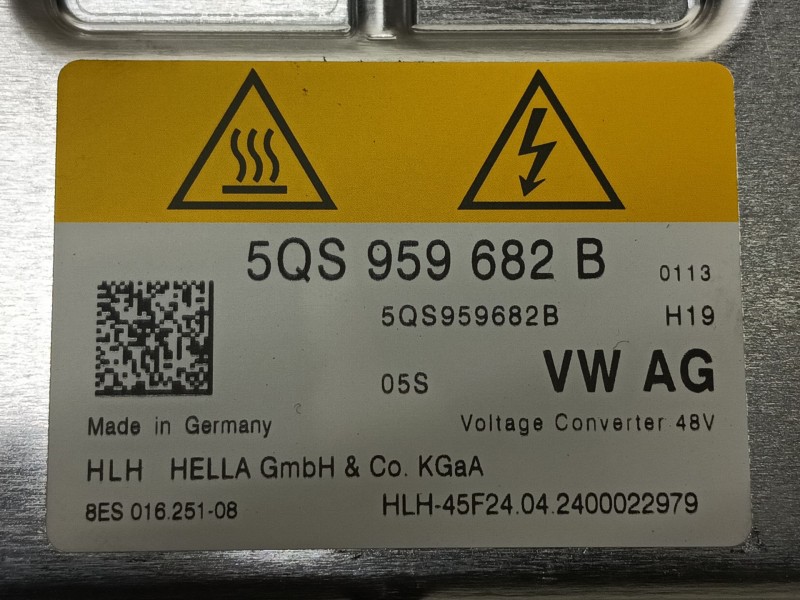 5QS 959 682 B 0113
5QS959682B H19
05S VW AG
Made in Germany Voltage Converter 48V
HLH HELLA GmbH & Co. KGaA
8ES 016.251-08 HLH-45F24.04.2400022979